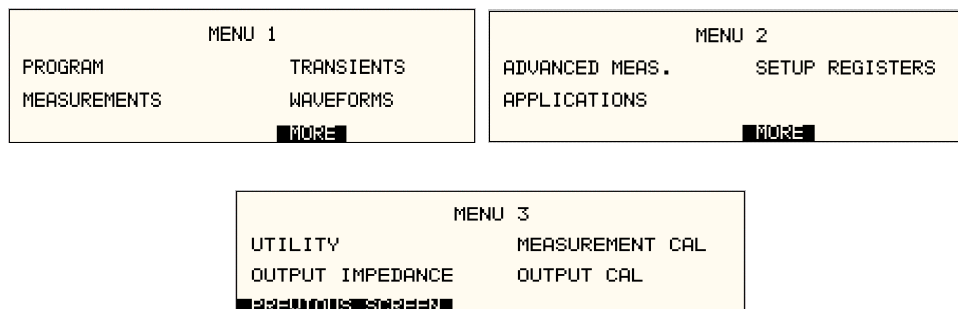 MENU 1
PROGRAM TRANSIENTS
MEASUREMENTS WAVEFORMS
MORE
MENU 2
ADVANCED MEAS. SETUP REGISTERS
APPLICATIONS
MORE
MENU 3
UTILITY MEASUREMENT CAL
OUTPUT IMPEDANCE OUTPUT CAL
PREVIOUS SCREEN